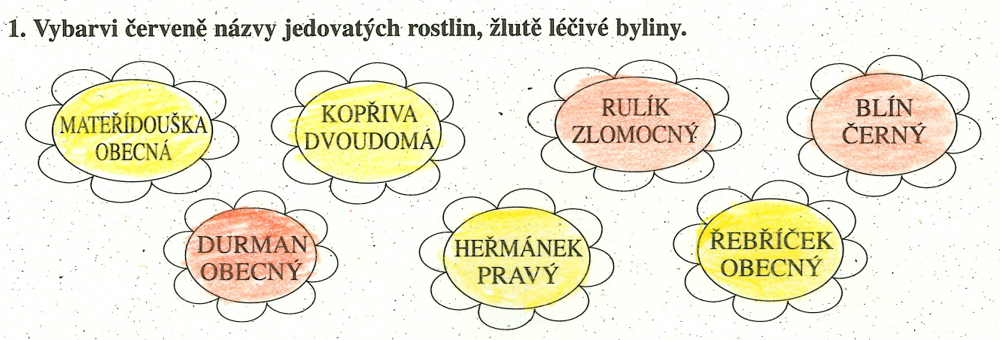 1. Vybarvi červeně názvy jedovatých rostlin, žlutě léčivé byliny.
MATEŘÍDOUŠKA
OBECNÁ
KOPŘIVA
DVOUDOMÁ
RULÍK
ZLOMOCNÝ
BLÍN
ČERNÝ
DURMAN
OBECNÝ
HEŘMÁNEK
PRAVÝ
ŘEBŘÍČEK
OBECNÝ